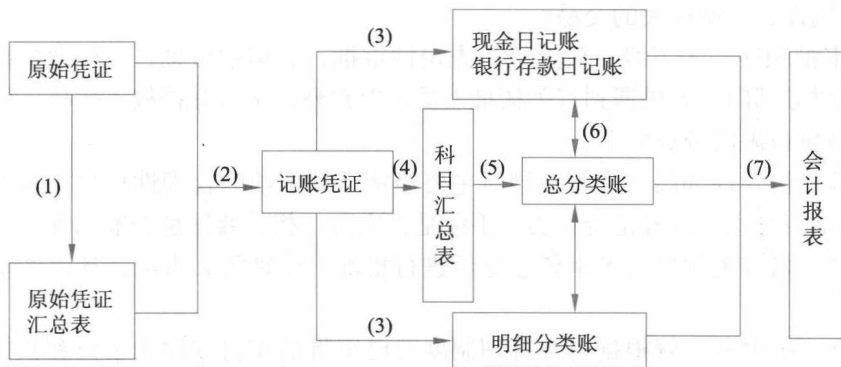 (3)
现金日记账
银行存款日记账
原始凭证
(6)
(1)
(2)
记账凭证
(4)
科目汇总表
(5)
总分类账
(7)
会计报表
原始凭证
汇总表
(3)
明细分类账